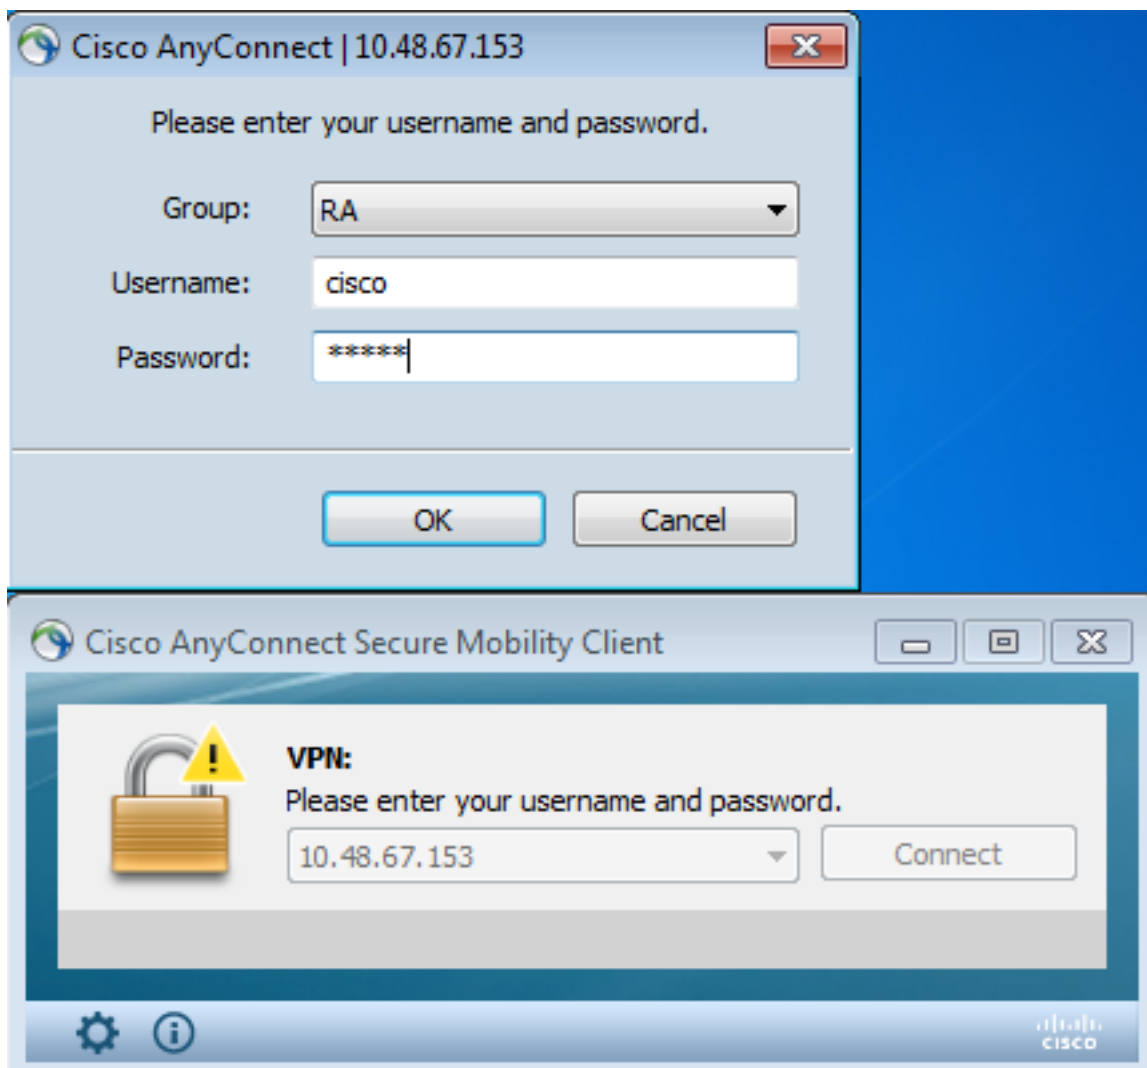 Cisco AnyConnect | 10.48.67.153
Please enter your username and password.
Group: RA
Username: cisco
Password: *****
OK Cancel
Cisco AnyConnect Secure Mobility Client
VPN:
Please enter your username and password.
10.48.67.153 Connect
CISCO